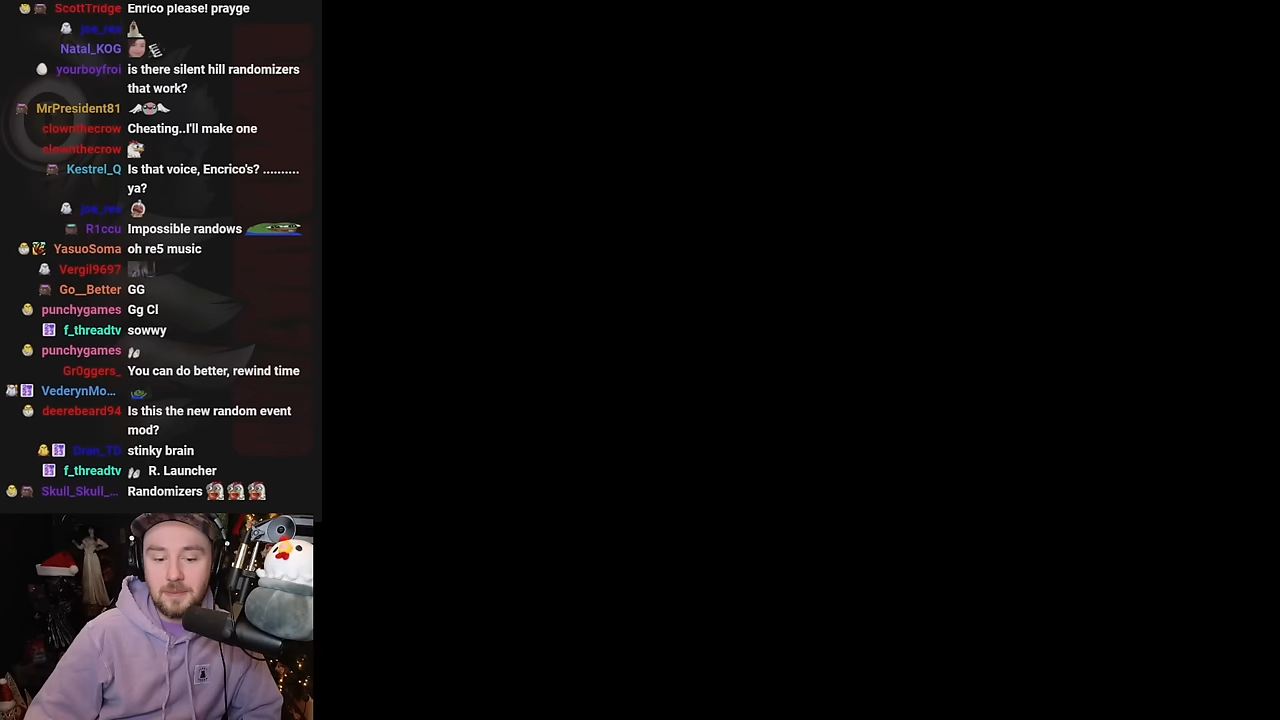 ScottTridge Enrico please! prayge
joe_rex
Natal_KOG
yourboyfroi is there silent hill randomizers
that work?
MrPresident81
clownthecrow Cheating..I'll make one
clownthecrow
Kestrel_Q Is that voice, Encrico's? ..........
ya?
joe_rex
R1ccu Impossible randows
YasuoSoma oh re5 music
Vergil9697
Go__Better GG
punchygames Gg Cl
f_threadtv sowwy
punchygames
Gr0ggers_ You can do better, rewind time
VederynMo...
deerebeard94 Is this the new random event
mod?
Dran_TD stinky brain
f_threadtv R. Launcher
Skull_Skull_... Randomizers